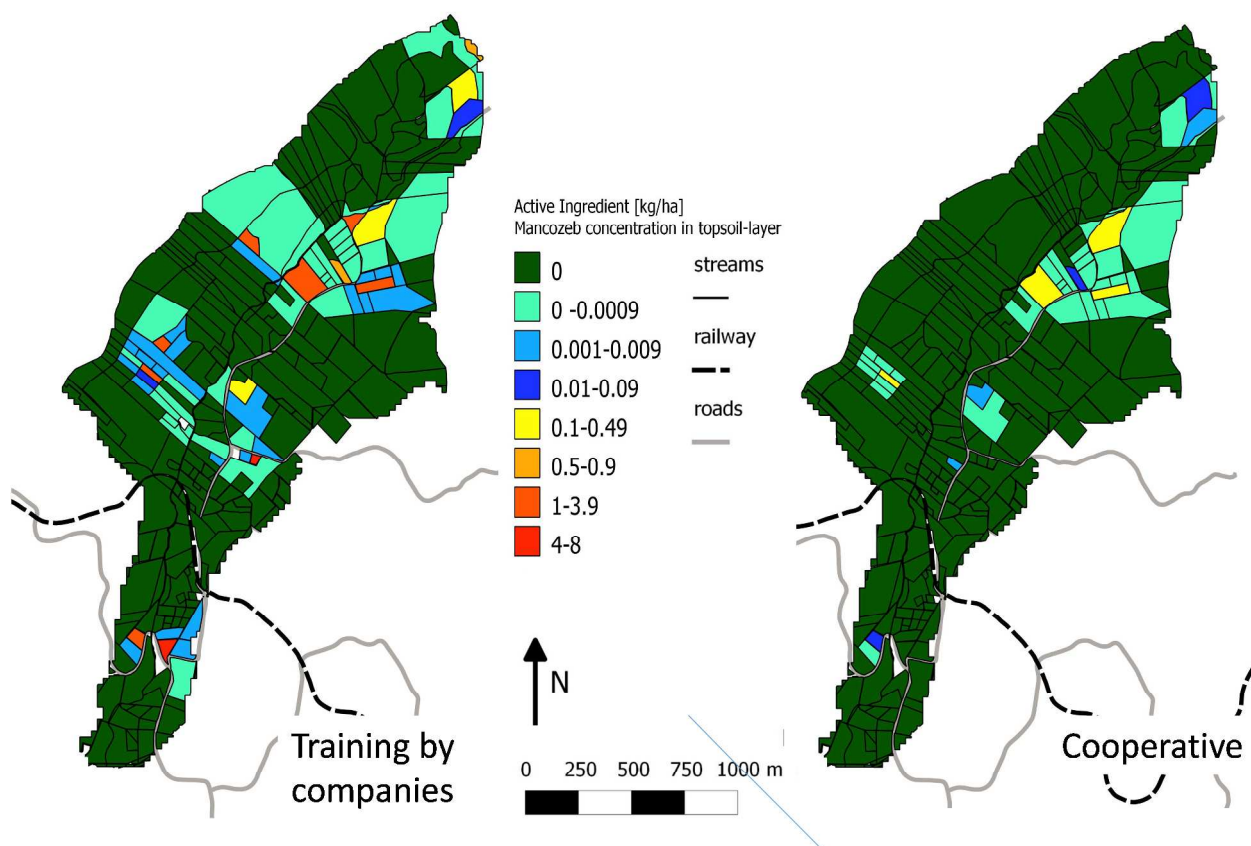 Active Ingredient [kg/ha]
Mancozeb concentration in topsoil-layer
0
0 -0.0009
0.001-0.009
0.01-0.09
0.1-0.49
0.5-0.9
1-3.9
4-8
streams
railway
roads
N
0 250 500 750 1000 m
Training by
companies
Cooperative